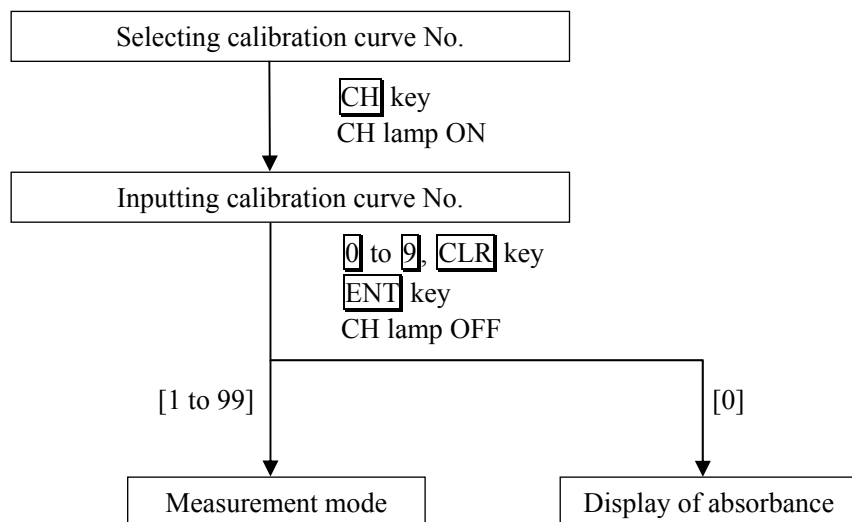 Selecting calibration curve No.
CH key
CH lamp ON
Inputting calibration curve No.
0 to 9, CLR key
ENT key
CH lamp OFF
[1 to 99]
[0]
Measurement mode
Display of absorbance